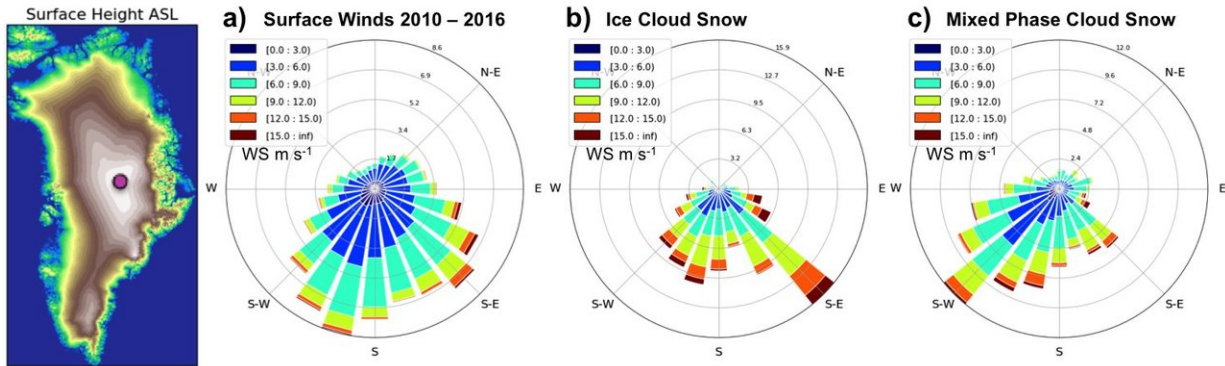 Surface Height ASL
a) Surface Winds 2010 – 2016
[0.0 : 3.0)
[3.0 : 6.0)
[6.0 : 9.0)
[9.0 : 12.0)
[12.0 : 15.0)
[15.0 : inf)
WS m s⁻¹
N-W
N-E
W
E
S-W
S-E
S
8.6
6.9
5.2
3.4
1.7
b) Ice Cloud Snow
[0.0 : 3.0)
[3.0 : 6.0)
[6.0 : 9.0)
[9.0 : 12.0)
[12.0 : 15.0)
[15.0 : inf)
WS m s⁻¹
N-W
N-E
W
E
S-W
S-E
S
15.9
12.7
9.5
6.3
3.2
c) Mixed Phase Cloud Snow
[0.0 : 3.0)
[3.0 : 6.0)
[6.0 : 9.0)
[9.0 : 12.0)
[12.0 : 15.0)
[15.0 : inf)
WS m s⁻¹
N-W
N-E
W
E
S-W
S-E
S
12.0
9.6
7.2
4.8
2.4